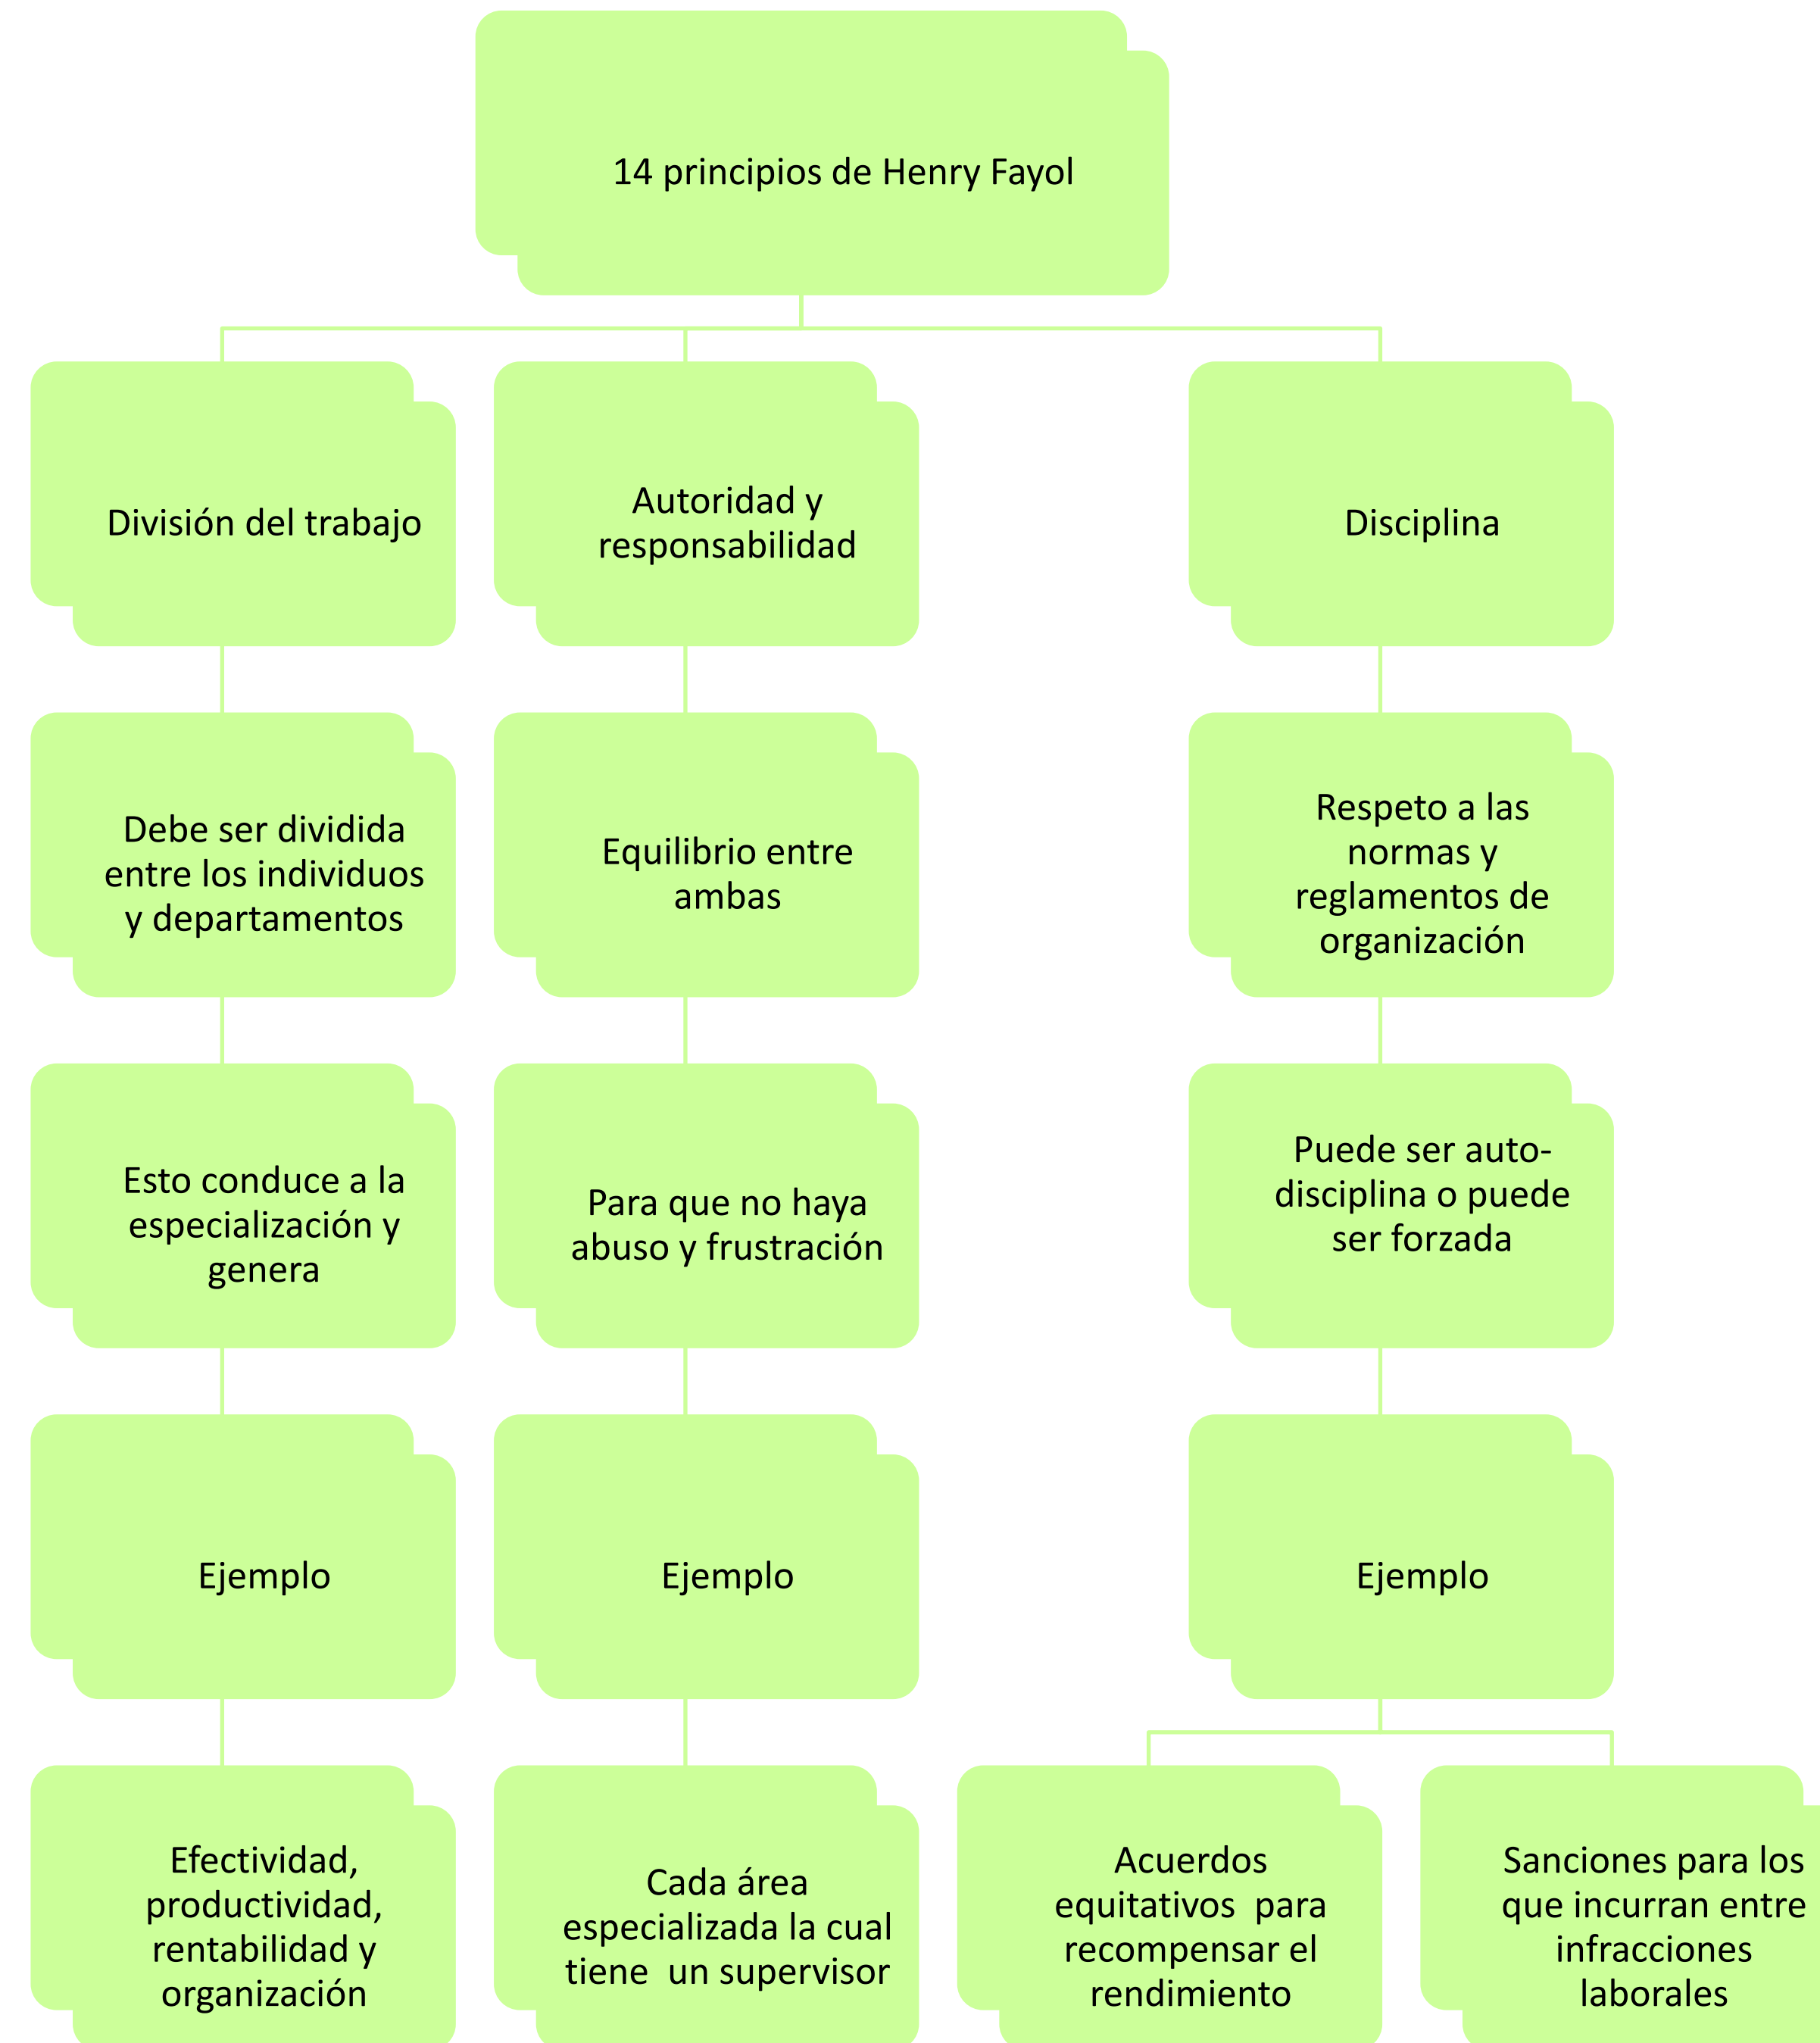 14 principios de Henry Fayol
División del trabajo
Autoridad y
responsabilidad
Disciplina
Debe ser dividida
entre los individuos
y departamentos
Equilibrio entre
ambas
Respeto a las
normas y
reglamentos de
organización
Esto conduce a la
especialización y
genera
Para que no haya
abuso y frustración
Puede ser auto-
disciplina o puede
ser forzada
Ejemplo
Ejemplo
Ejemplo
Efectividad,
productividad,
rentabilidad y
organización
Cada área
especializada la cual
tiene  un supervisor
Acuerdos
equitativos  para
recompensar el
rendimiento
Sanciones para los
que incurran entre
infracciones
laborales